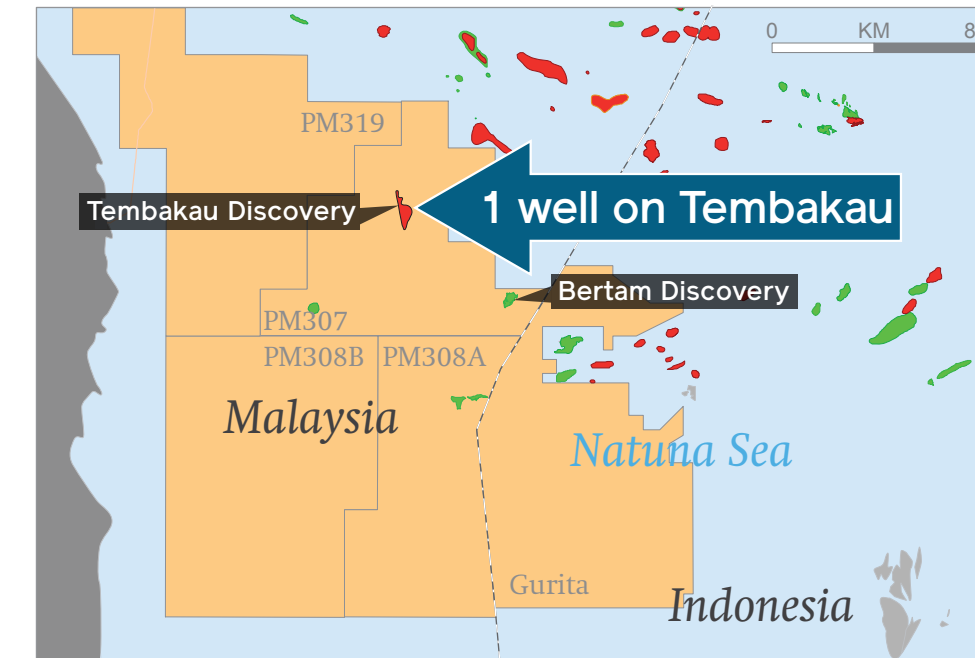 0 KM 8
PM319
Tembakau Discovery
1 well on Tembakau
Bertam Discovery
PM307
PM308B
PM308A
Malaysia
Natuna Sea
Gurita
Indonesia